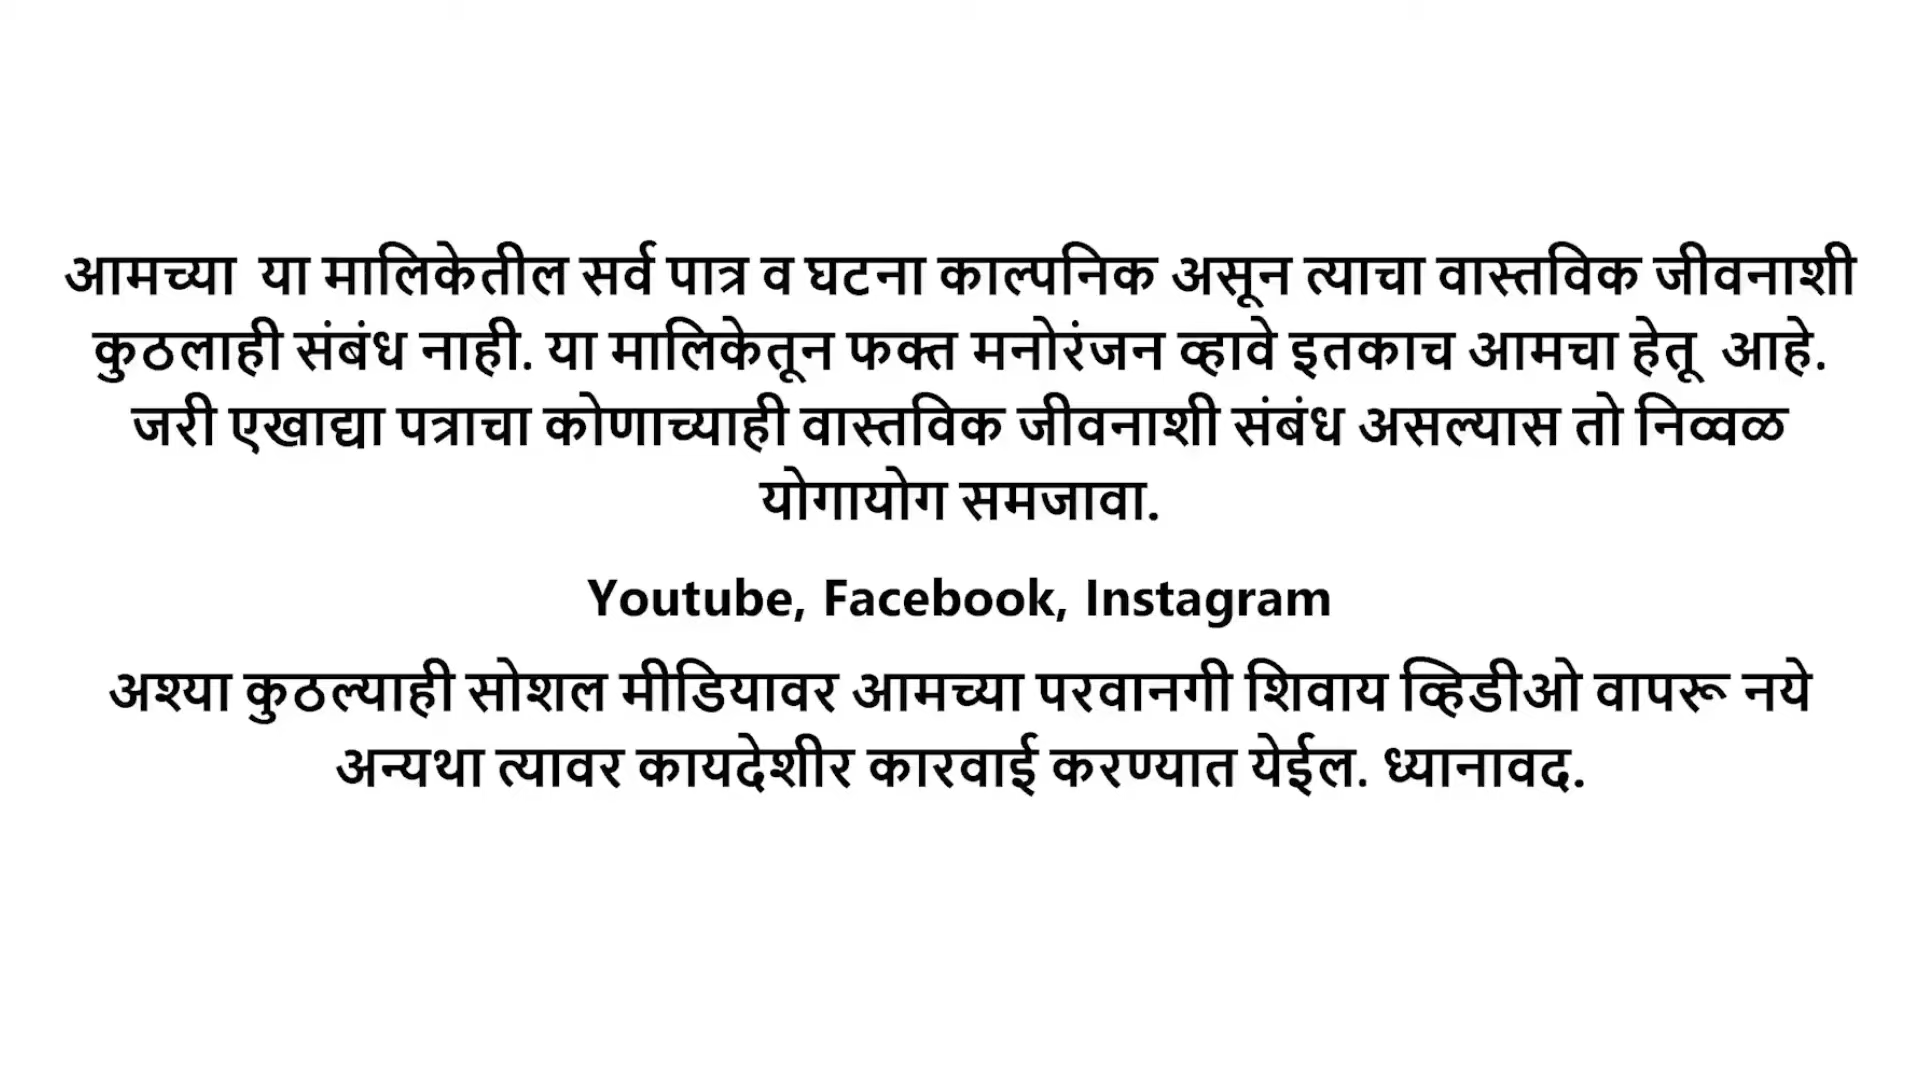 आमच्या या मालिकेतील सर्व पात्र व घटना काल्पनिक असून त्याचा वास्तविक जीवनाशी
कुठलाही संबंध नाही. या मालिकेतून फक्त मनोरंजन व्हावे इतकाच आमचा हेतू आहे.
जरी एखाद्या पत्राचा कोणाच्याही वास्तविक जीवनाशी संबंध असल्यास तो निव्वळ
योगायोग समजावा.
Youtube, Facebook, Instagram
अश्या कुठल्याही सोशल मीडियावर आमच्या परवानगी शिवाय व्हिडीओ वापरू नये
अन्यथा त्यावर कायदेशीर कारवाई करण्यात येईल. ध्यानावद.